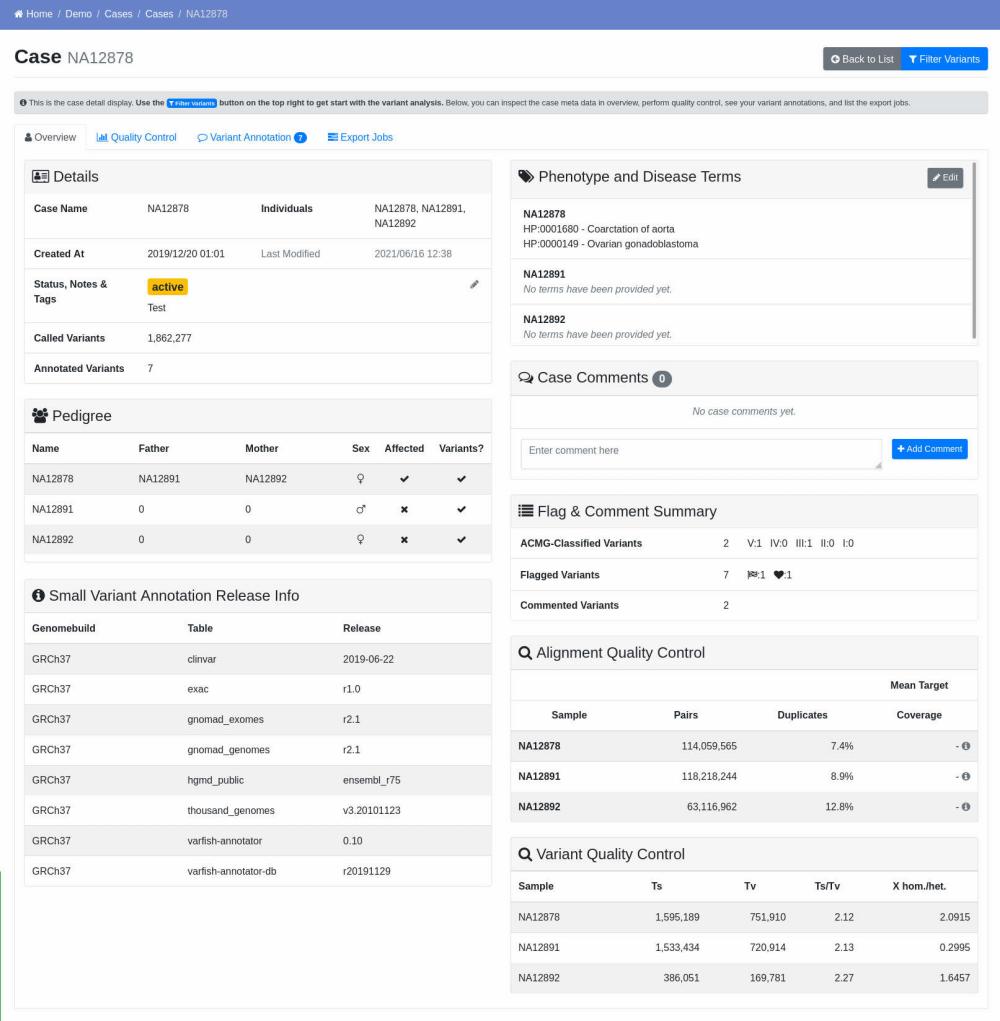 Home / Demo / Cases / Cases / NA12878
Case NA12878
Back to List Filter Variants
This is the case detail display. Use the Filter Variants button on the top right to get start with the variant analysis. Below, you can inspect the case meta data in overview, perform quality control, see your variant annotations, and list the export jobs.
Overview Quality Control Variant Annotation 7 Export Jobs
Details
Case Name NA12878 Individuals NA12878, NA12891,
NA12892
Created At 2019/12/20 01:01 Last Modified 2021/06/16 12:38
Status, Notes & active
Tags
Test
Called Variants 1,862,277
Annotated Variants 7
Pedigree
Name Father Mother Sex Affected Variants?
NA12878 NA12891 NA12892 ♀ ✔ ✔
NA12891 0 0 ♂ ✖ ✔
NA12892 0 0 ♀ ✖ ✔
Small Variant Annotation Release Info
Genomebuild Table Release
GRCh37 clinvar 2019-06-22
GRCh37 exac r1.0
GRCh37 gnomad_exomes r2.1
GRCh37 gnomad_genomes r2.1
GRCh37 hgmd_public ensembl_r75
GRCh37 thousand_genomes v3.20101123
GRCh37 varfish-annotator 0.10
GRCh37 varfish-annotator-db r20191129
Phenotype and Disease Terms Edit
NA12878
HP:0001680 - Coarctation of aorta
HP:0000149 - Ovarian gonadoblastoma
NA12891
No terms have been provided yet.
NA12892
No terms have been provided yet.
Case Comments 0
No case comments yet.
Enter comment here + Add Comment
Flag & Comment Summary
ACMG-Classified Variants 2 V:1 IV:0 III:1 II:0 I:0
Flagged Variants 7 :1 ♥:1
Commented Variants 2
Alignment Quality Control
Mean Target
Sample Pairs Duplicates Coverage
NA12878 114,059,565 7.4% -
NA12891 118,218,244 8.9% -
NA12892 63,116,962 12.8% -
Variant Quality Control
Sample Ts Tv Ts/Tv X hom./het.
NA12878 1,595,189 751,910 2.12 2.0915
NA12891 1,533,434 720,914 2.13 0.2995
NA12892 386,051 169,781 2.27 1.6457